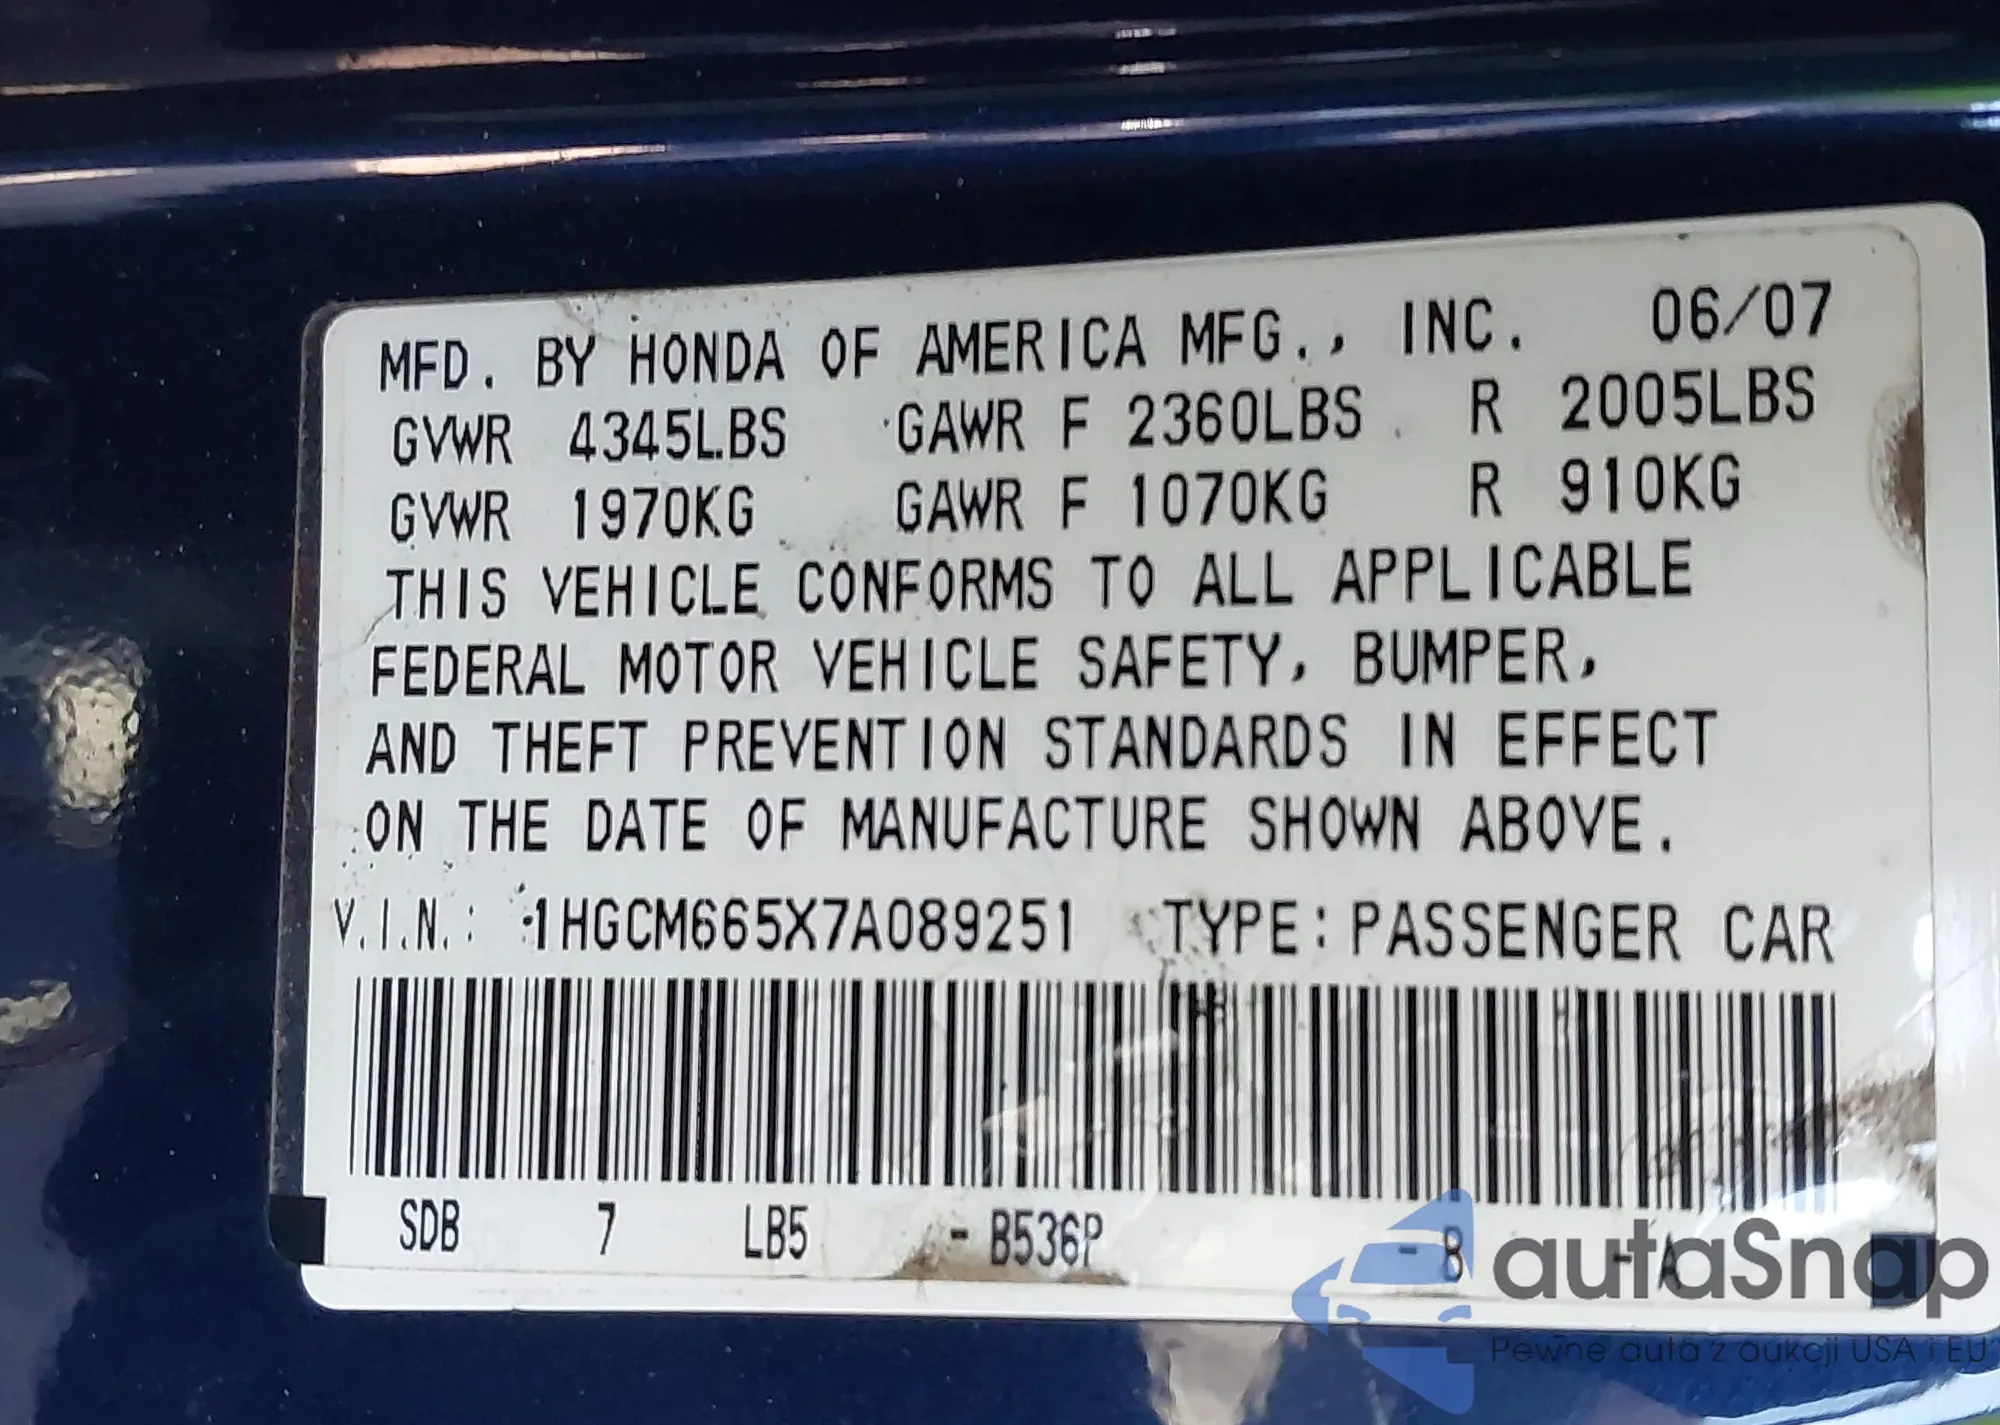 MFD. BY HONDA OF AMERICA MFG., INC. 06/07
GVWR 4345LBS GAWR F 2360LBS R 2005LBS
GVWR 1970KG GAWR F 1070KG R 910KG
THIS VEHICLE CONFORMS TO ALL APPLICABLE
FEDERAL MOTOR VEHICLE SAFETY, BUMPER,
AND THEFT PREVENTION STANDARDS IN EFFECT
ON THE DATE OF MANUFACTURE SHOWN ABOVE.
V.I.N.: 1HGCM665X7A089251 TYPE: PASSENGER CAR
SDB 7 LB5 - B536P - B - A
autaSnap
Pewne auta z aukcji USA i EU